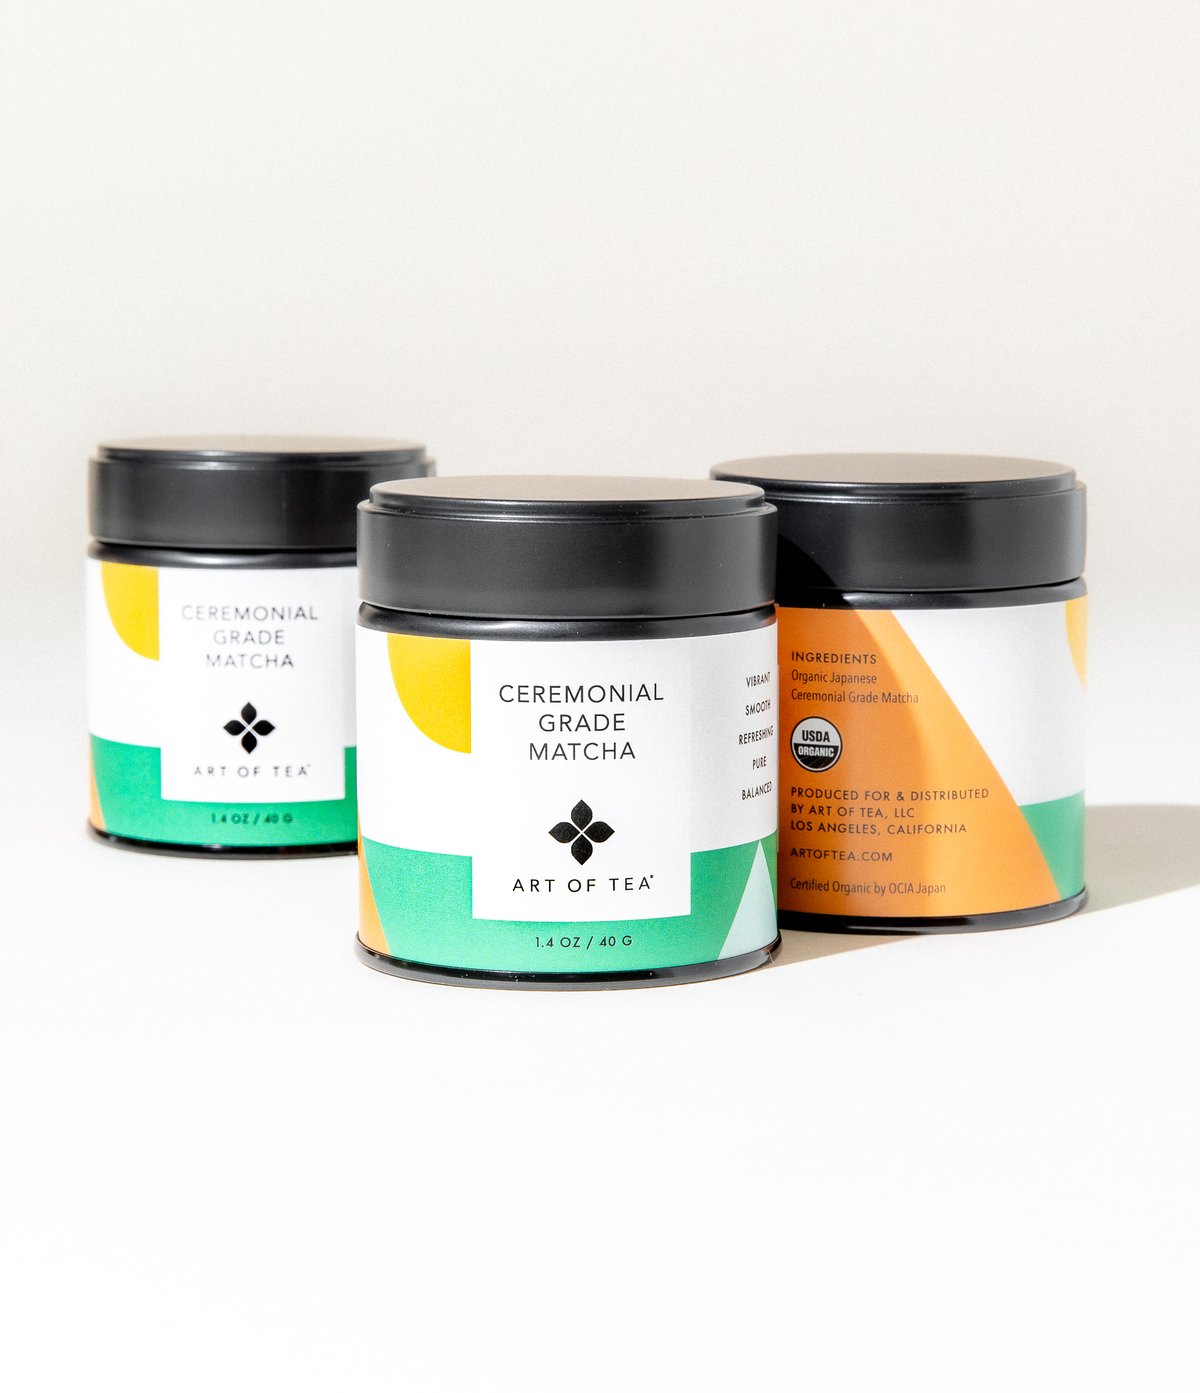 CEREMONIAL
GRADE
MATCHA
ART OF TEA
1.4 OZ / 40 G
CEREMONIAL
GRADE
MATCHA
ART OF TEA
1.4 OZ / 40 G
VIBRANT
SMOOTH
REFRESHING
PURE
BALANCED
INGREDIENTS
Organic Japanese
Ceremonial Grade Matcha
USDA
ORGANIC
PRODUCED FOR & DISTRIBUTED
BY ART OF TEA, LLC
LOS ANGELES, CALIFORNIA
ARTOFTEA.COM
Certified Organic by OCIA Japan